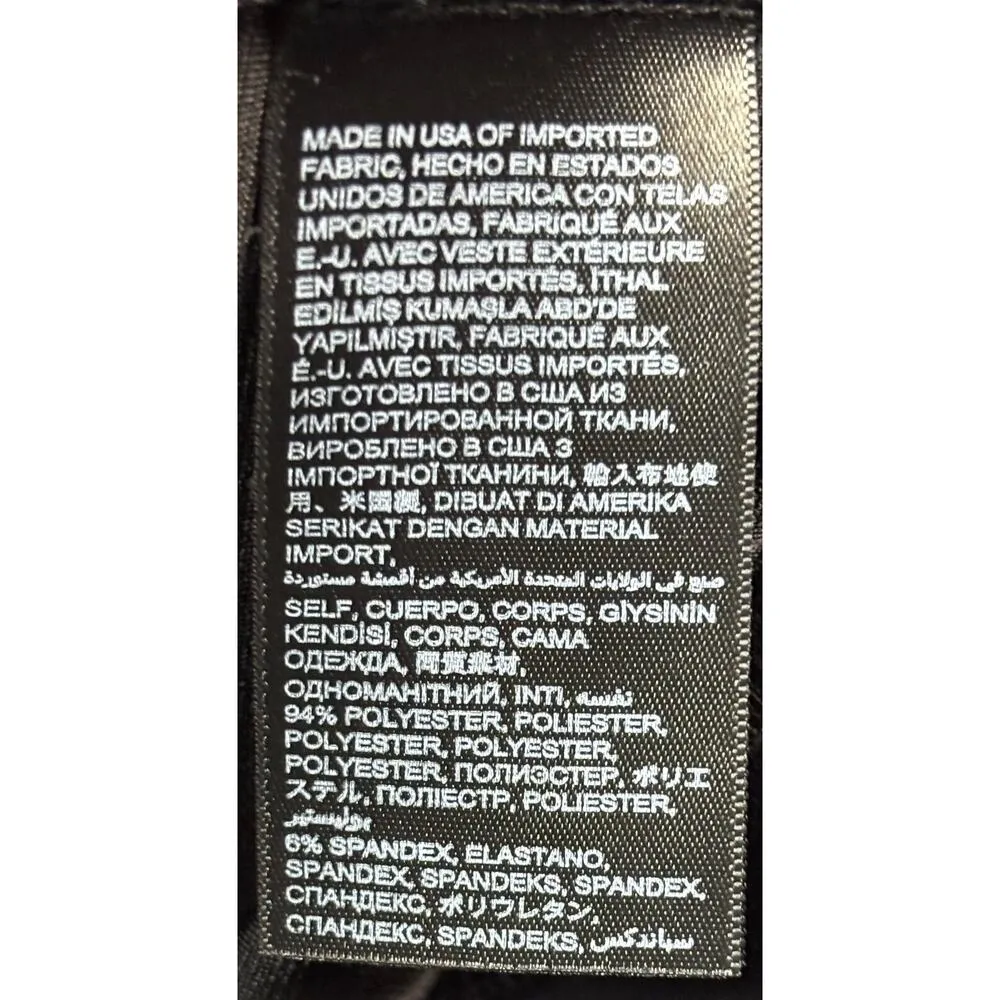 MADE IN USA OF IMPORTED
FABRIC, HECHO EN ESTADOS
UNIDOS DE AMERICA CON TELAS
IMPORTADAS, FABRIQUÉ AUX
E.-U. AVEC VESTE EXTÉRIEURE
EN TISSUS IMPORTÉS, İTHAL
EDİLMİŞ KUMAŞLA ABD'DE
YAPILMIŞTIR, FABRIQUÉ AUX
É.-U. AVEC TISSUS IMPORTÉS,
ИЗГОТОВЛЕНО В США ИЗ
ИМПОРТИРОВАННОЙ ТКАНИ,
ВИРОБЛЕНО В США З
ІМПОРТНОЇ ТКАНИНИ, 輸入布地使
用、米国製, DIBUAT DI AMERIKA
SERIKAT DENGAN MATERIAL
IMPORT,
صنع في الولايات المتحدة الأمريكية من أقمشة مستوردة
SELF, CUERPO, CORPS, GİYSİNİN
KENDİSİ, CORPS, САМА
ОДЕЖДА, 同質素材,
ОДНОМАНІТНИЙ, INTI, نفسه
94% POLYESTER, POLIESTER,
POLYESTER, POLYESTER,
POLYESTER, ПОЛИЭСТЕР, ポリエ
ステル, ПОЛІЕСТР, POLIESTER,
بوليستير
6% SPANDEX, ELASTANO,
SPANDEX, SPANDEKS, SPANDEX,
СПАНДЕКС, ポリウレタン,
СПАНДЕКС, SPANDEKS, سباندكس